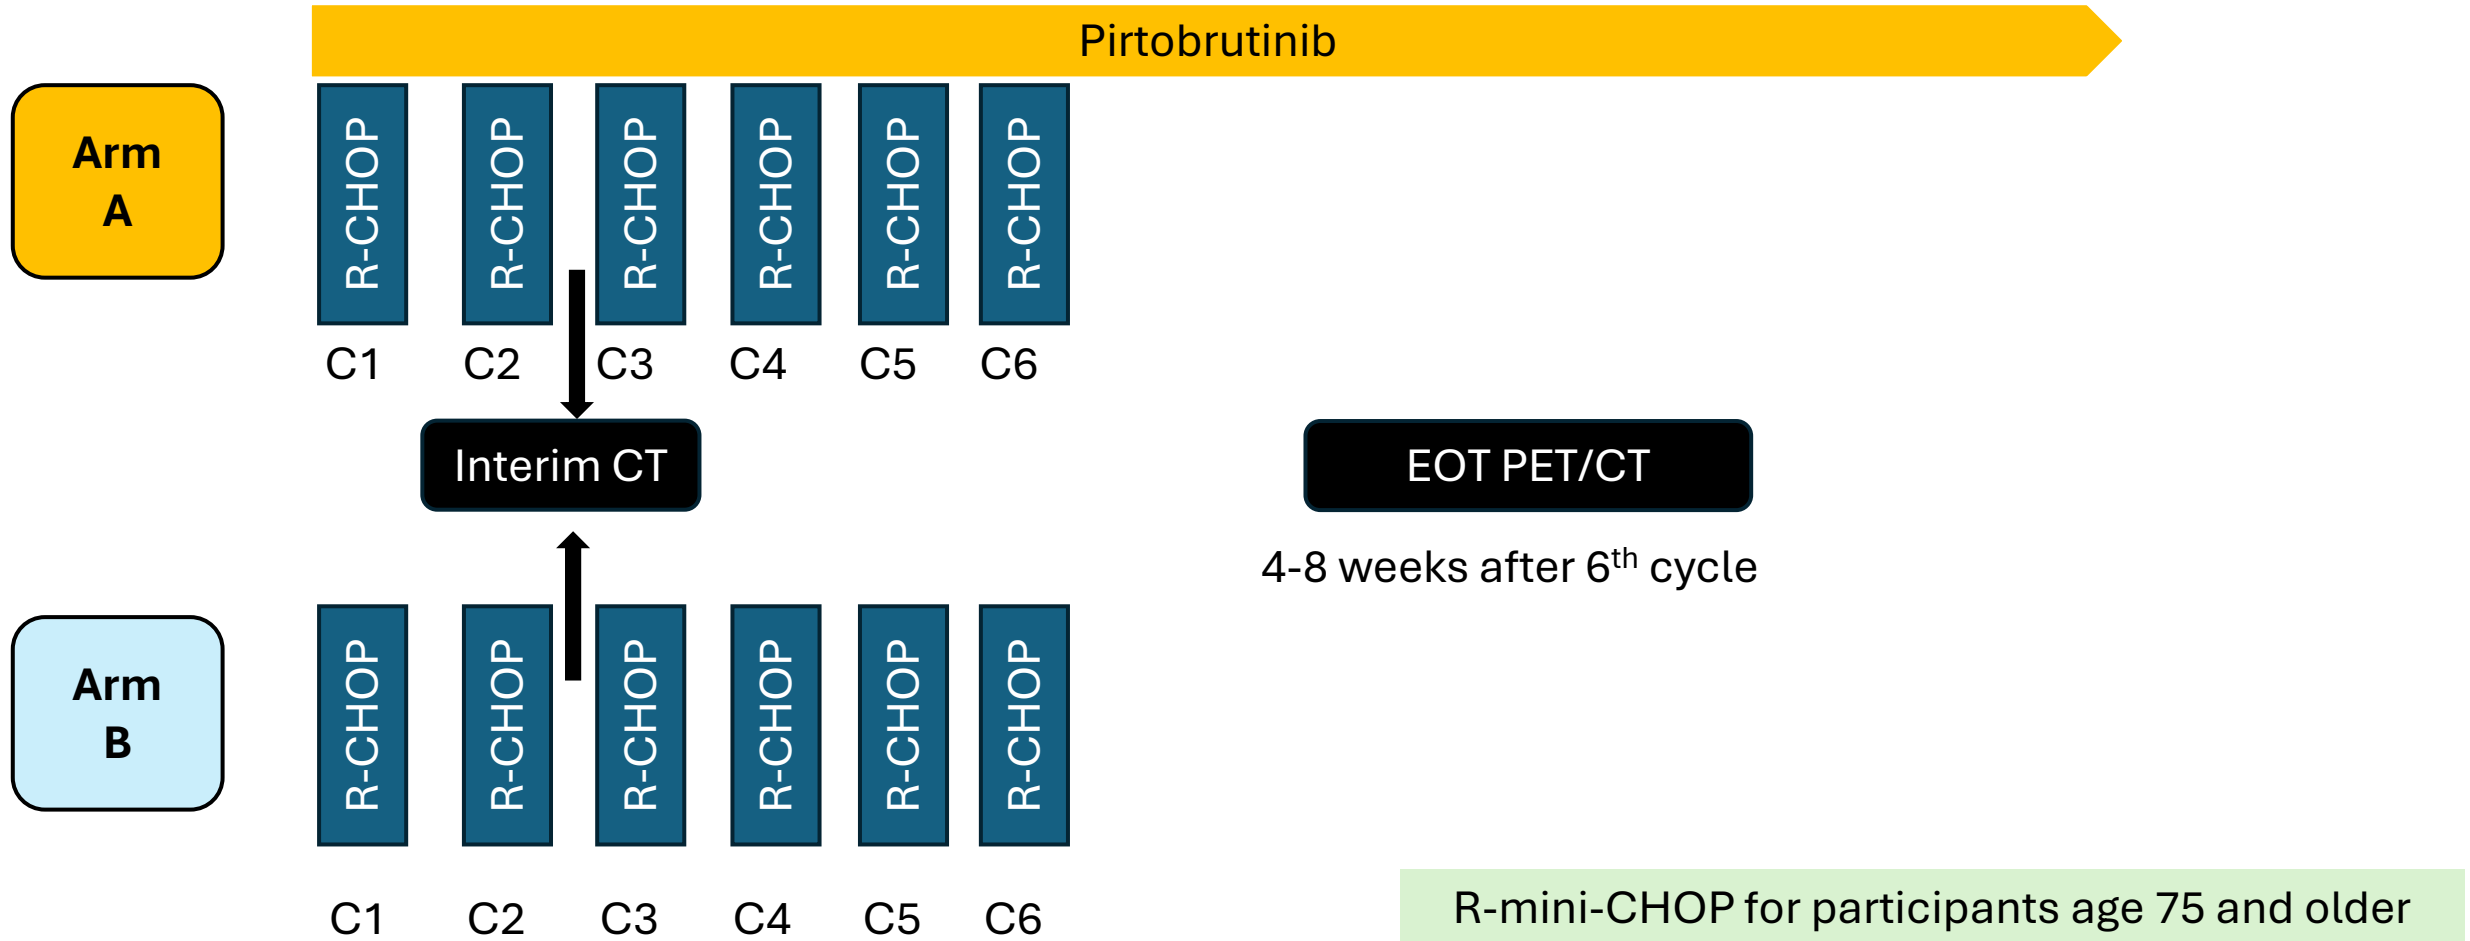 Pirtobrutinib
Arm
A
R-CHOP
R-CHOP
R-CHOP
R-CHOP
R-CHOP
R-CHOP
C1
C2
C3
C4
C5
C6
Interim CT
EOT PET/CT
4-8 weeks after 6th cycle
Arm
B
R-CHOP
R-CHOP
R-CHOP
R-CHOP
R-CHOP
R-CHOP
C1
C2
C3
C4
C5
C6
R-mini-CHOP for participants age 75 and older